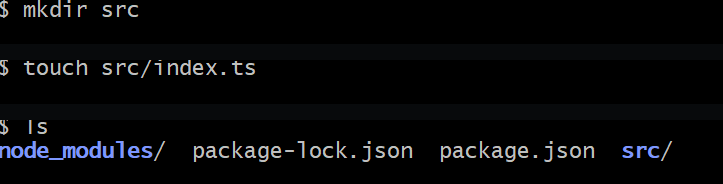 $ mkdir src
$ touch src/index.ts
$ ls
node_modules/  package-lock.json  package.json  src/